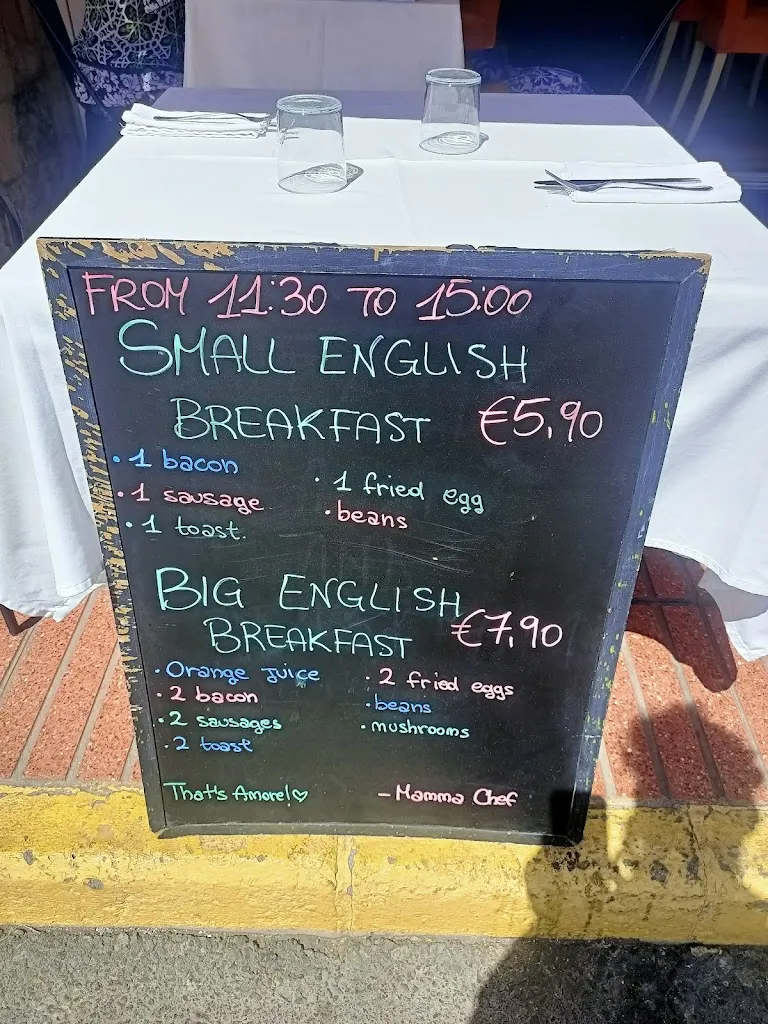 FROM 11:30 TO 15:00
SMALL ENGLISH
BREAKFAST €5,90
• 1 bacon
• 1 sausage
• 1 toast.
• 1 fried egg
• beans
BIG ENGLISH
BREAKFAST €7,90
• Orange Juice
• 2 bacon
• 2 sausages
• 2 toast
• 2 fried eggs
• beans
• mushrooms
That's Amore!♡
– Mamma Chef